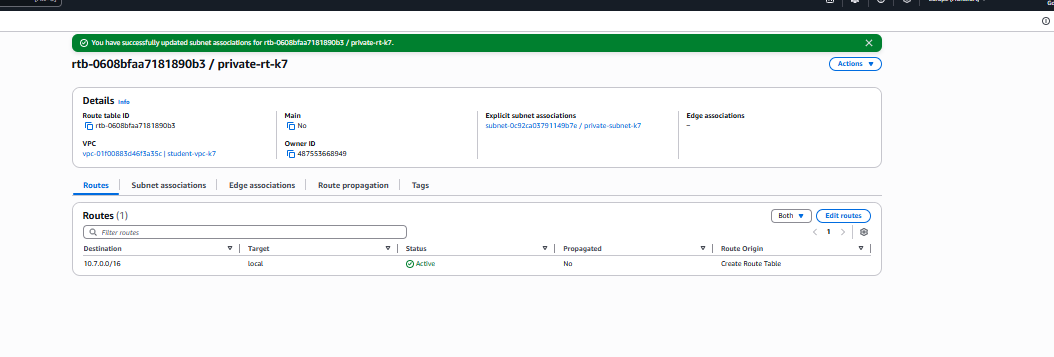 You have successfully updated subnet associations for rtb-0608bfaa7181890b3 / private-rt-k7.
rtb-0608bfaa7181890b3 / private-rt-k7
Actions
Details Info
Route table ID
rtb-0608bfaa7181890b3
Main
No
Explicit subnet associations
subnet-0c92ca03791149b7e / private-subnet-k7
Edge associations
–
VPC
vpc-01f00883d46f3a35c | student-vpc-k7
Owner ID
487553668949
Routes
Subnet associations
Edge associations
Route propagation
Tags
Routes (1)
Both
Edit routes
Filter routes
1
Destination Target Status Propagated Route Origin
10.7.0.0/16 local Active No Create Route Table